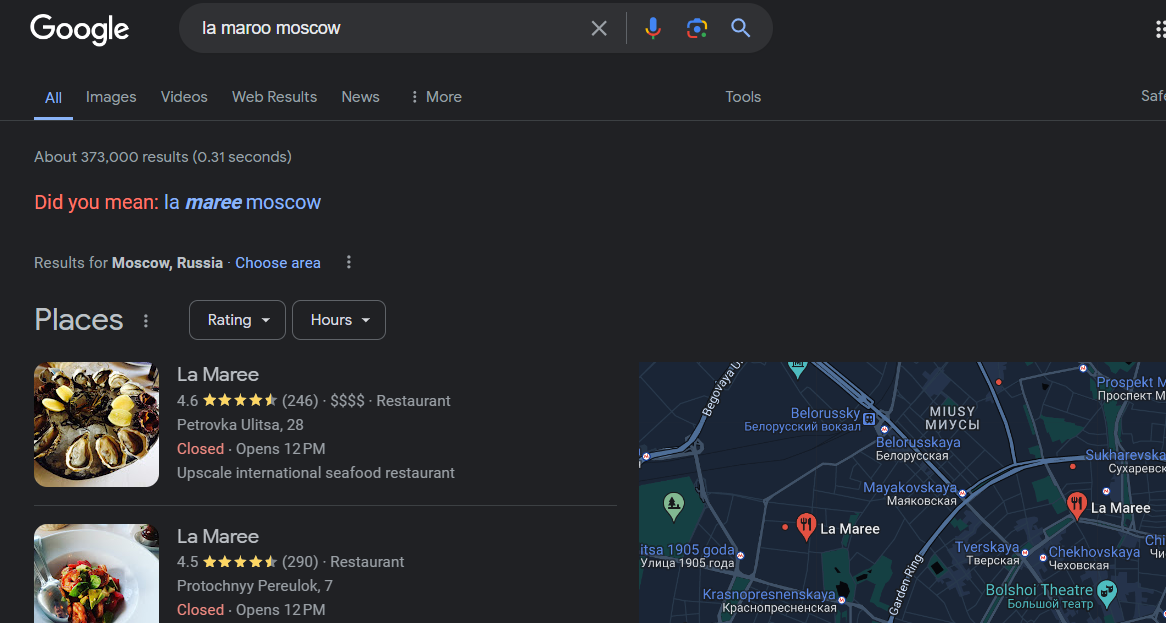 Google
la maroo moscow
All Images Videos Web Results News More Tools
About 373,000 results (0.31 seconds)
Did you mean: la maree moscow
Results for Moscow, Russia · Choose area
Places
Rating
Hours
La Maree
4.6 (246) · $$$$ · Restaurant
Petrovka Ulitsa, 28
Closed · Opens 12 PM
Upscale international seafood restaurant
La Maree
4.5 (290) · Restaurant
Protochnyy Pereulok, 7
Closed · Opens 12 PM
Begovaya U
Belorussky
Белорусский вокзал
MIUSY
МИУСЫ
Belorusskaya
Белорусская
Prospekt M
Проспект М
Sukharevska
Сухаревск
Mayakovskaya
Маяковская
La Maree
La Maree
itsa 1905 goda
Улица 1905 года
Tverskaya
Тверская
Chekhovskaya
Чеховская
Chi
Чи
Krasnopresnenskaya
Краснопресненская
Garden Ring
Bolshoi Theatre
Большой театр